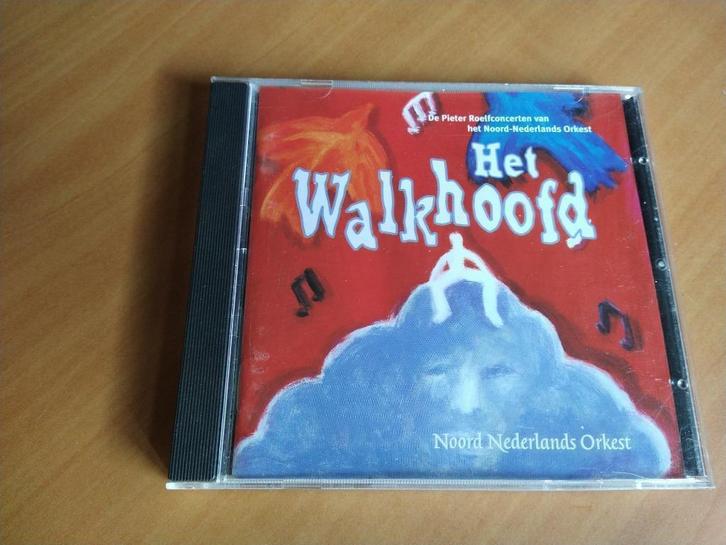 De Pieter Roelfconcerten van
het Noord-Nederlands Orkest
Het
Walkhoofd
Noord Nederlands Orkest